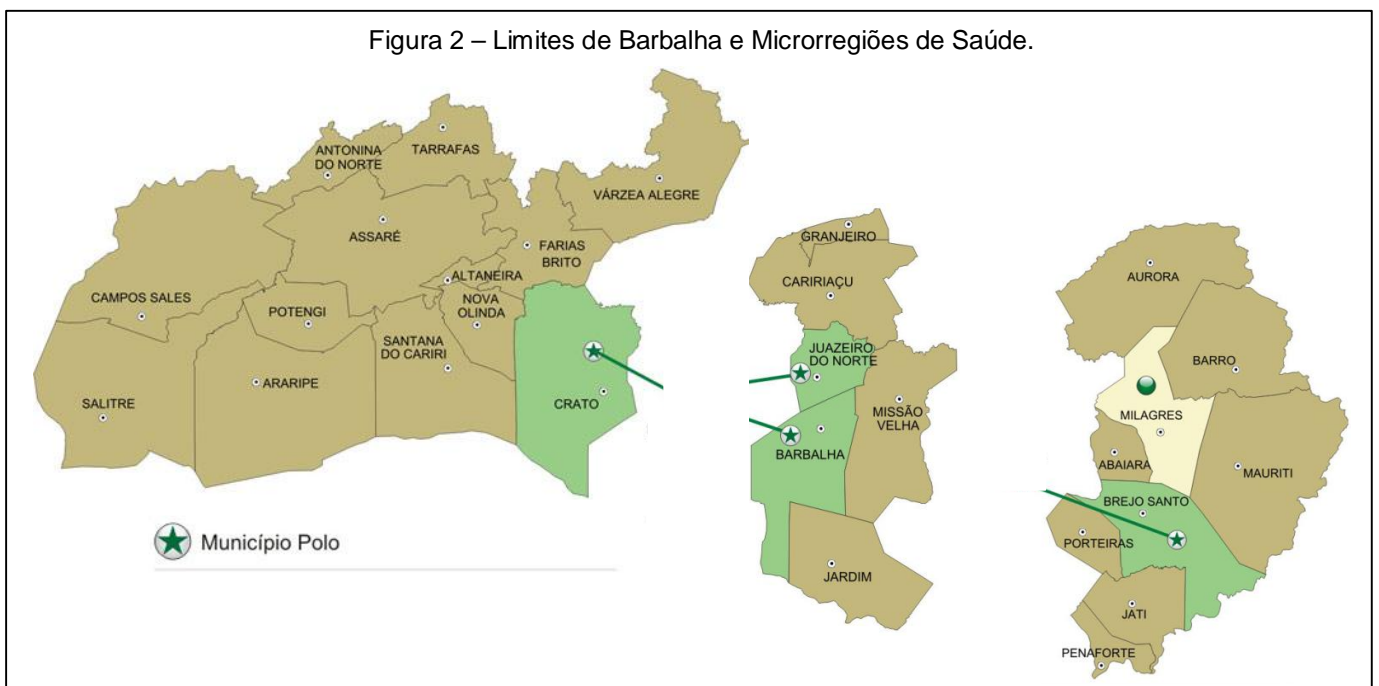 Figura 2 – Limites de Barbalha e Microrregiões de Saúde.
ANTONINA
DO NORTE
TARRAFAS
VÁRZEA ALEGRE
ASSARÉ
FARIAS
BRITO
ALTANEIRA
CAMPOS SALES
POTENGI
NOVA
OLINDA
SANTANA
DO CARIRI
ARARIPE
SALITRE
CRATO
GRANJEIRO
CARIRIAÇU
JUAZEIRO
DO NORTE
MISSÃO
VELHA
BARBALHA
JARDIM
AURORA
BARRO
MILAGRES
ABAIARA
MAURITI
BREJO SANTO
PORTEIRAS
JATI
PENAFORTE
Município Polo